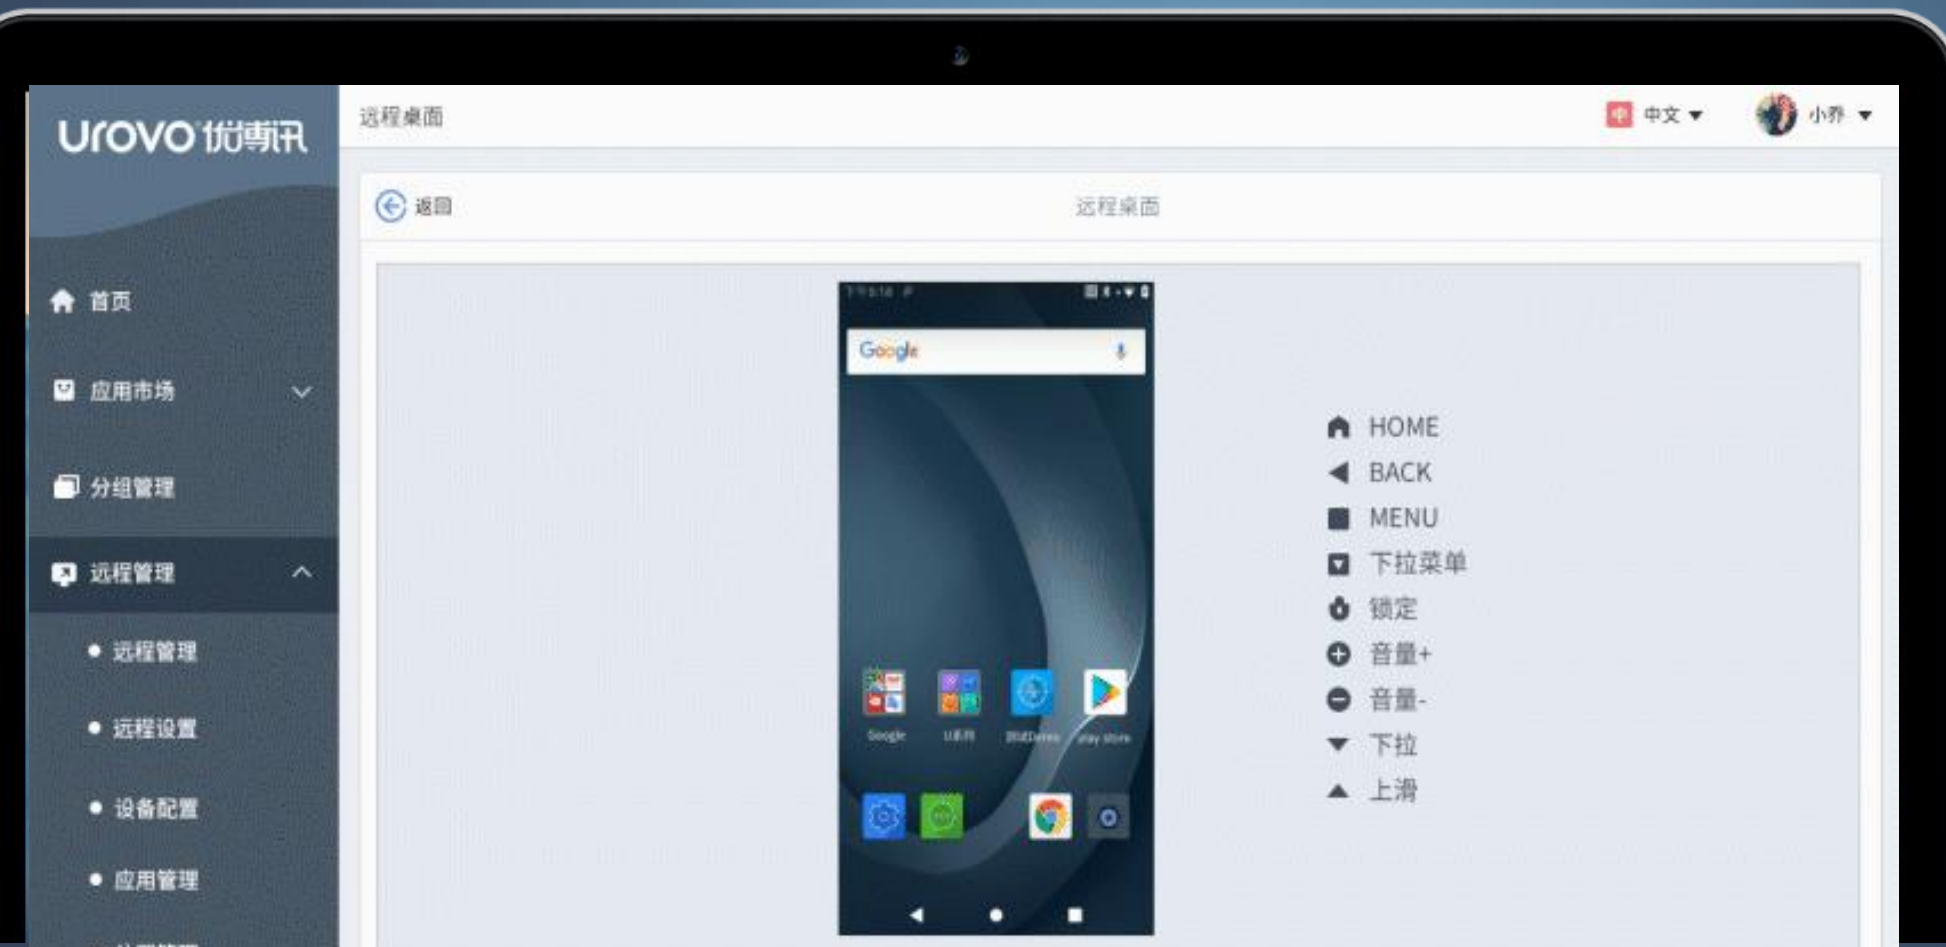 UROVO 优博讯
远程桌面
中 中文
小乔
返回
远程桌面
首页
应用市场
分组管理
远程管理
远程管理
远程设置
设备配置
应用管理
Google
HOME
BACK
MENU
下拉菜单
锁定
音量+
音量-
下拉
上滑
Google
play store